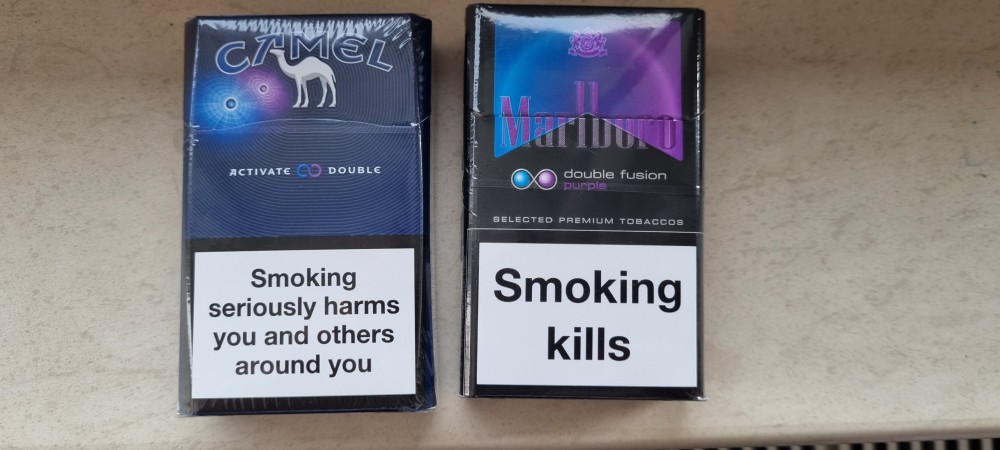 CAMEL
ACTIVATE DOUBLE
Smoking
seriously harms
you and others
around you
Marlboro
double fusion
purple
SELECTED PREMIUM TOBACCOS
Smoking
kills